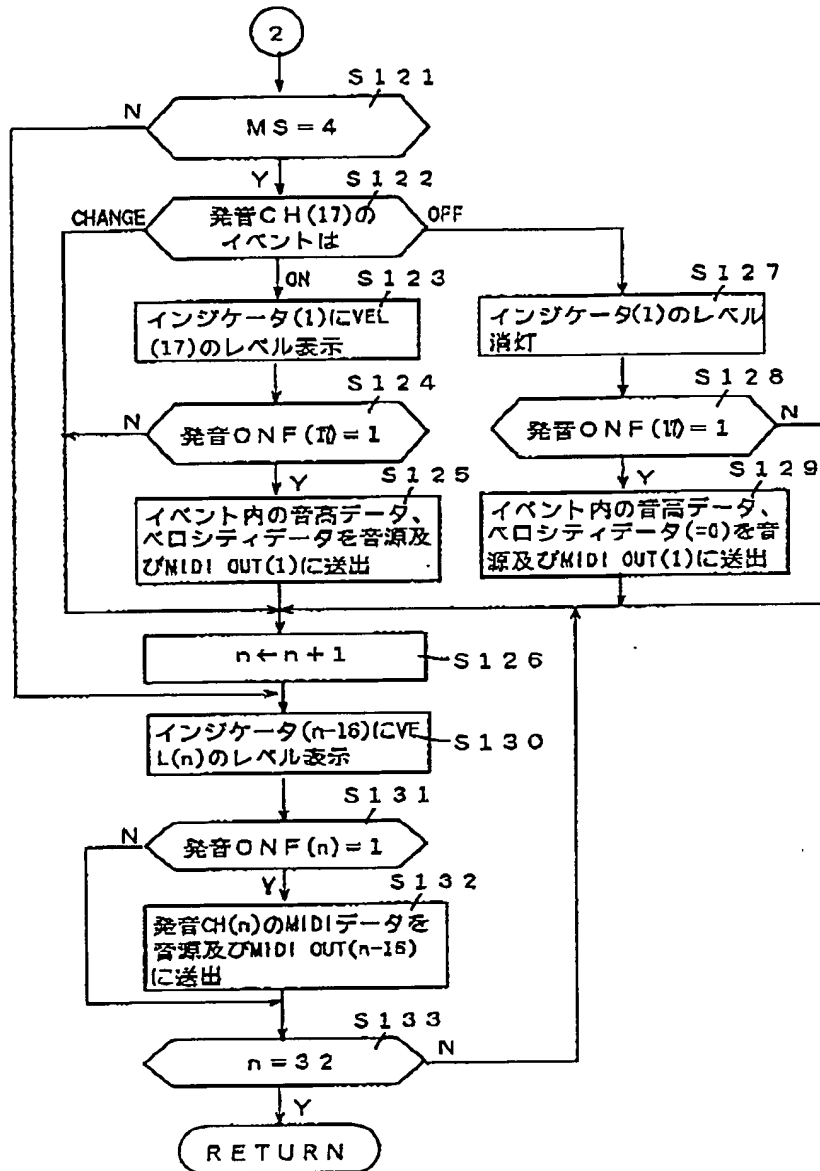 2
S121
N
MS=4
Y
S122
CHANGE
発音CH(17)の
イベントは
OFF
ON
S123
インジケータ(1)にVEL
(17)のレベル表示
S127
インジケータ(1)のレベル
消灯
S124
N
発音ONF(17)=1
Y
S128
発音ONF(17)=1
N
Y
S125
イベント内の音高データ、
ベロシティデータを音源及
びMIDI OUT(1)に送出
S129
イベント内の音高データ、
ベロシティデータ(=0)を音
源及びMIDI OUT(1)に送出
n←n+1
S126
インジケータ(n-16)にVE
L(n)のレベル表示
S130
S131
N
発音ONF(n)=1
Y
S132
発音CH(n)のMIDIデータを
音源及びMIDI OUT(n-16)
に送出
S133
n=32
N
Y
RETURN